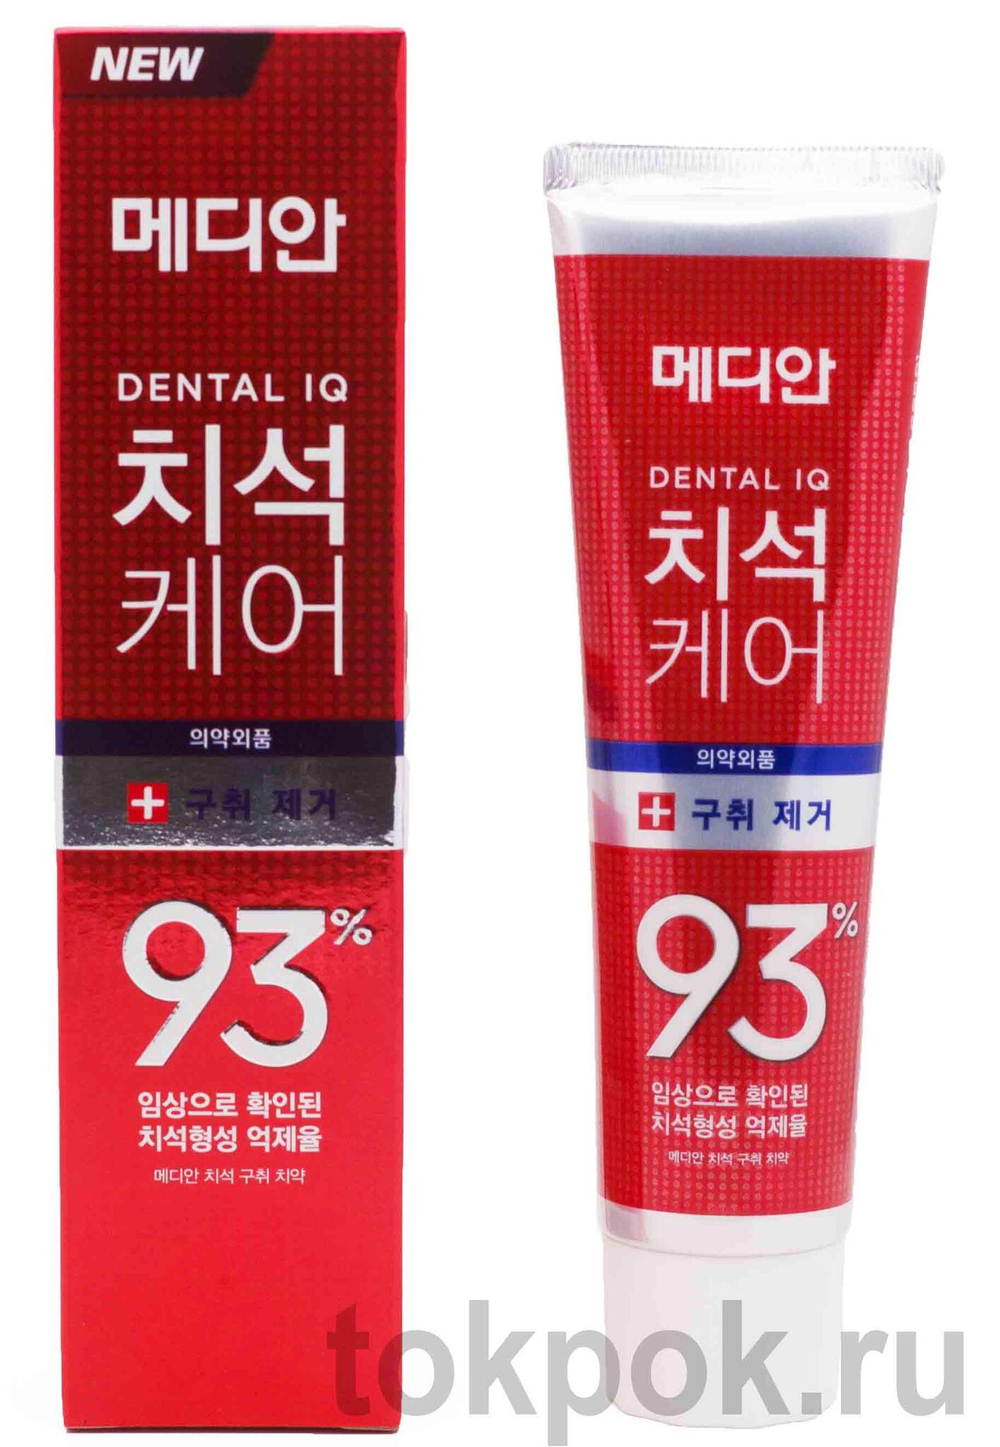 NEW
메디안
DENTAL IQ
치석
케어
의약외품
구취 제거
93%
임상으로 확인된
치석형성 억제율
메디안 치석 구취 치약
메디안
DENTAL IQ
치석
케어
의약외품
구취 제거
93%
임상으로 확인된
치석형성 억제율
메디안 치석 구취 치약
tokpok.ru